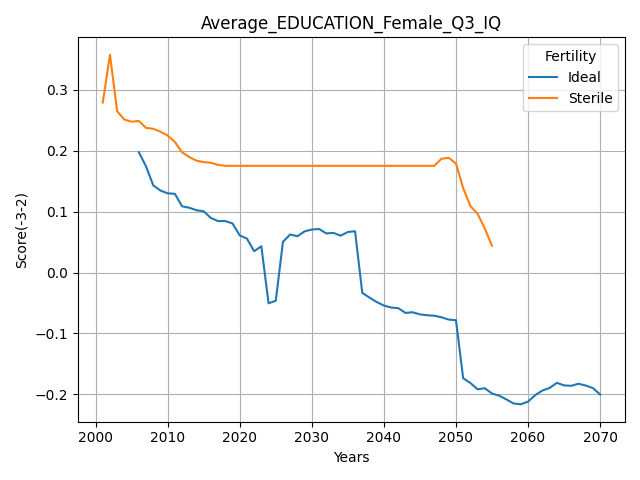 Average_EDUCATION_Female_Q3_IQ
Fertility
Ideal
Sterile
Score(-3-2)
0.3
0.2
0.1
0.0
−0.1
−0.2
2000 2010 2020 2030 2040 2050 2060 2070
Years